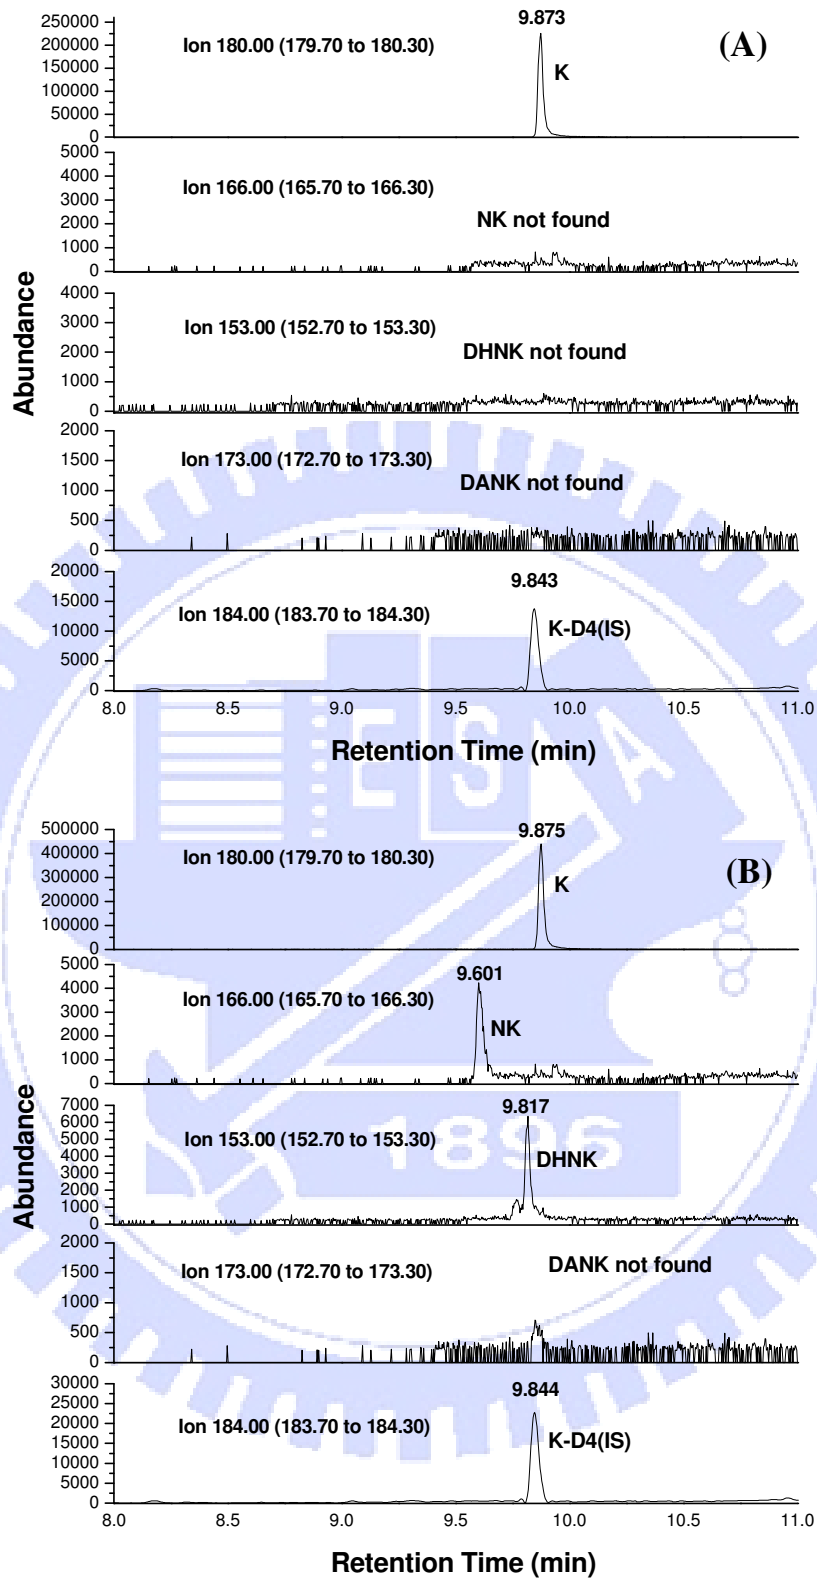 9.873
250000
Ion 180.00 (179.70 to 180.30)
(A)
200000
150000
K
100000
50000
0
5000
Ion 166.00 (165.70 to 166.30)
4000
3000
NK not found
2000
1000
0
4000
Ion 153.00 (152.70 to 153.30)
3000
DHNK not found
2000
1000
0
2000
Ion 173.00 (172.70 to 173.30)
1500
DANK not found
1000
500
0
20000
9.843
15000
Ion 184.00 (183.70 to 184.30)
K-D4(IS)
10000
5000
0
8.0 8.5 9.0 9.5 10.0 10.5 11.0
Abundance
Retention Time (min)
ESA
500000
9.875
400000
Ion 180.00 (179.70 to 180.30)
(B)
300000
K
200000
100000
0
5000
9.601
4000
Ion 166.00 (165.70 to 166.30)
3000
NK
2000
1000
0
7000
9.817
6000
5000
Ion 153.00 (152.70 to 153.30)
4000
DHNK
3000
2000
1000
0
1896
2000
DANK not found
1500
Ion 173.00 (172.70 to 173.30)
1000
500
0
30000
9.844
25000
20000
Ion 184.00 (183.70 to 184.30)
K-D4(IS)
15000
10000
5000
0
8.0 8.5 9.0 9.5 10.0 10.5 11.0
Abundance
Retention Time (min)